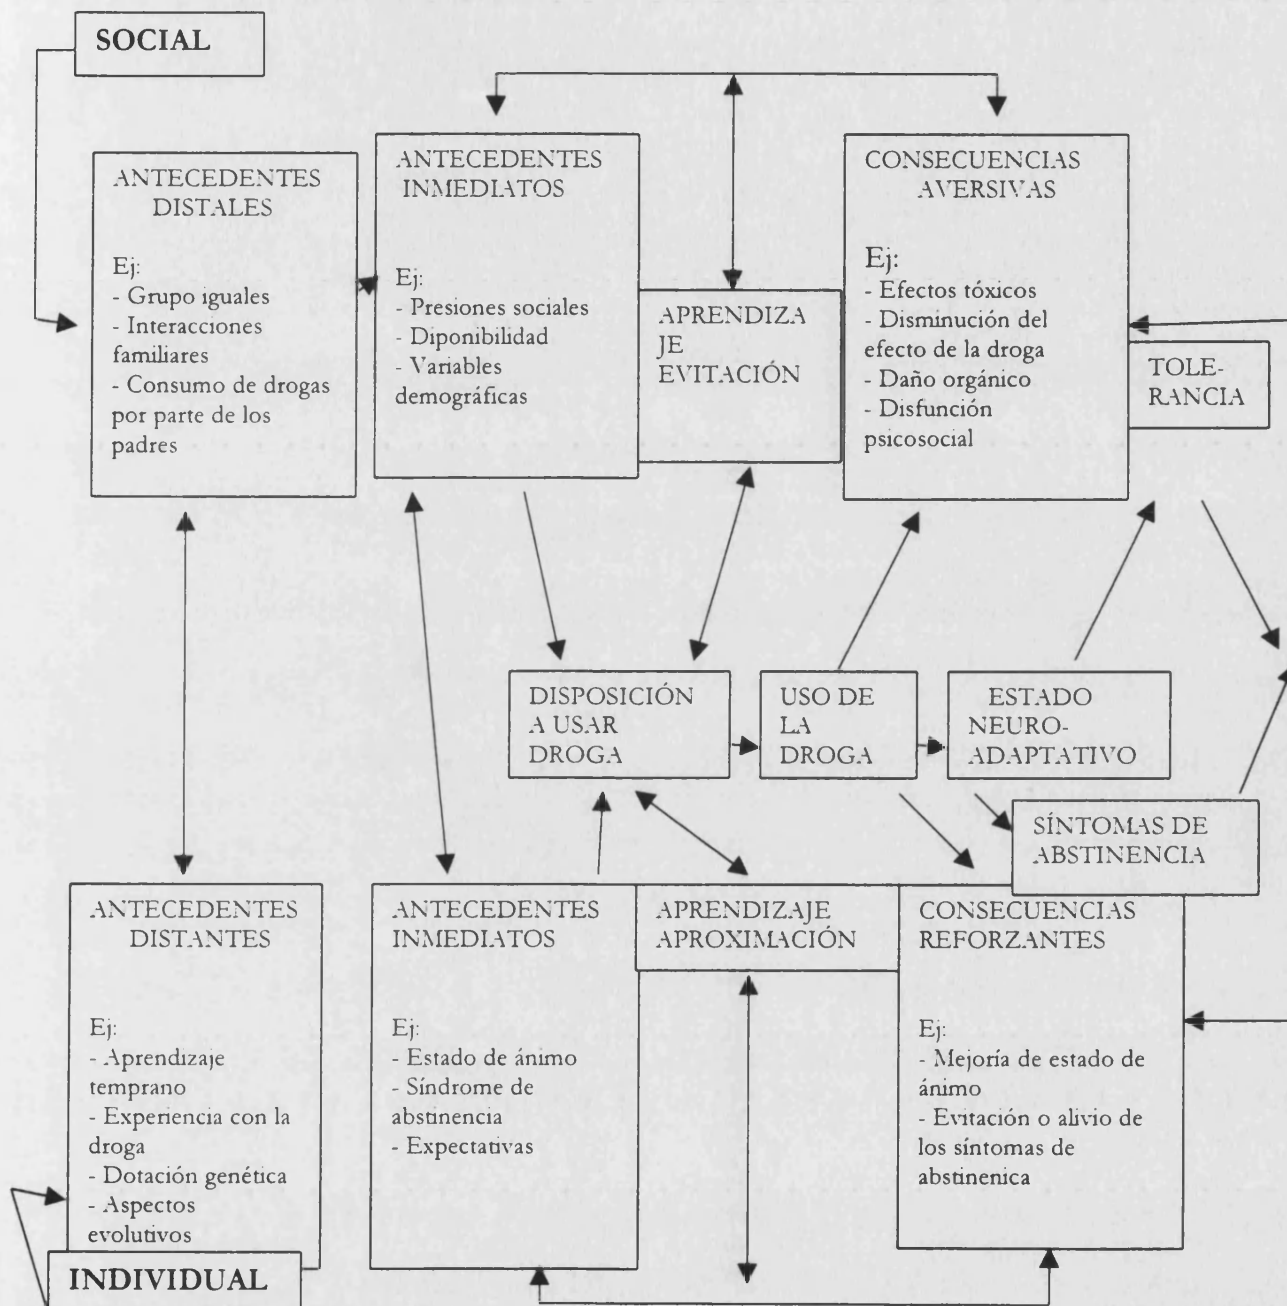 SOCIAL
ANTECEDENTES
DISTALES
Ej:
- Grupo iguales
- Interacciones
familiares
- Consumo de drogas
por parte de los
padres
ANTECEDENTES
INMEDIATOS
Ej:
- Presiones sociales
- Diponibilidad
- Variables
demográficas
APRENDIZA
JE
EVITACIÓN
CONSECUENCIAS
AVERSIVAS
Ej:
- Efectos tóxicos
- Disminución del
efecto de la droga
- Daño orgánico
- Disfunción
psicosocial
TOLE-
RANCIA
DISPOSICIÓN
A USAR
DROGA
USO DE
LA
DROGA
ESTADO
NEURO-
ADAPTATIVO
SÍNTOMAS DE
ABSTINENCIA
ANTECEDENTES
DISTANTES
Ej:
- Aprendizaje
temprano
- Experiencia con la
droga
- Dotación genética
- Aspectos
evolutivos
INDIVIDUAL
ANTECEDENTES
INMEDIATOS
Ej:
- Estado de ánimo
- Síndrome de
abstinencia
- Expectativas
APRENDIZAJE
APROXIMACIÓN
CONSECUENCIAS
REFORZANTES
Ej:
- Mejoría de estado de
ánimo
- Evitación o alivio de
los síntomas de
abstinenica